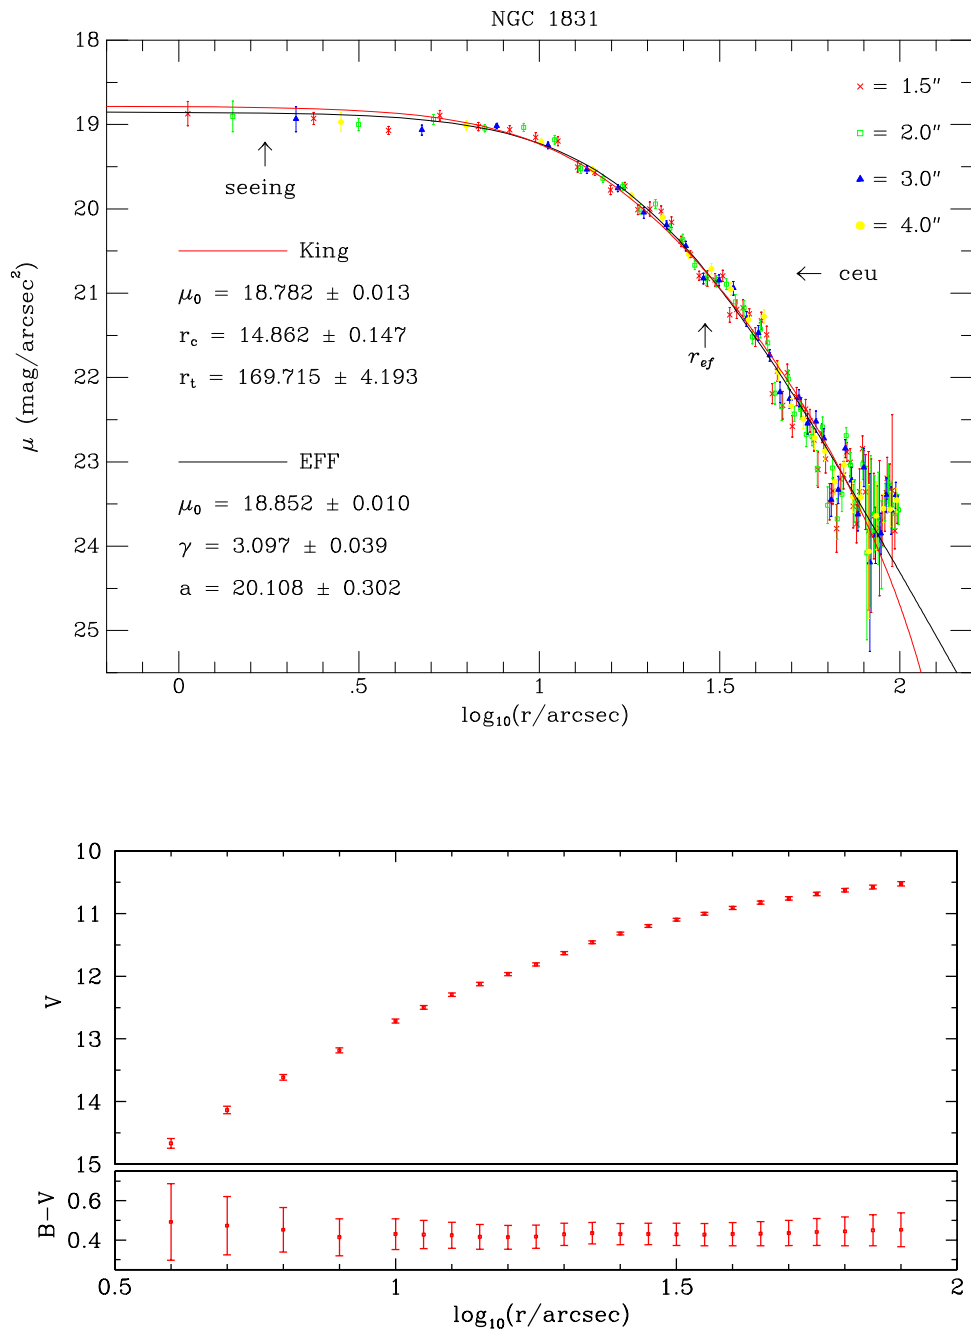 NGC 1831
18
19
20
21
22
23
24
25
μ (mag/arcsec²)
× = 1.5″
□ = 2.0″
▲ = 3.0″
● = 4.0″
↑
seeing
King
μ₀ = 18.782 ± 0.013
r_c = 14.862 ± 0.147
r_t = 169.715 ± 4.193
← ceu
↑
r_ef
EFF
μ₀ = 18.852 ± 0.010
γ = 3.097 ± 0.039
a = 20.108 ± 0.302
0 .5 1 1.5 2
log₁₀(r/arcsec)
10
11
12
13
14
15
V
0.6
0.4
B−V
0.5 1 1.5 2
log₁₀(r/arcsec)